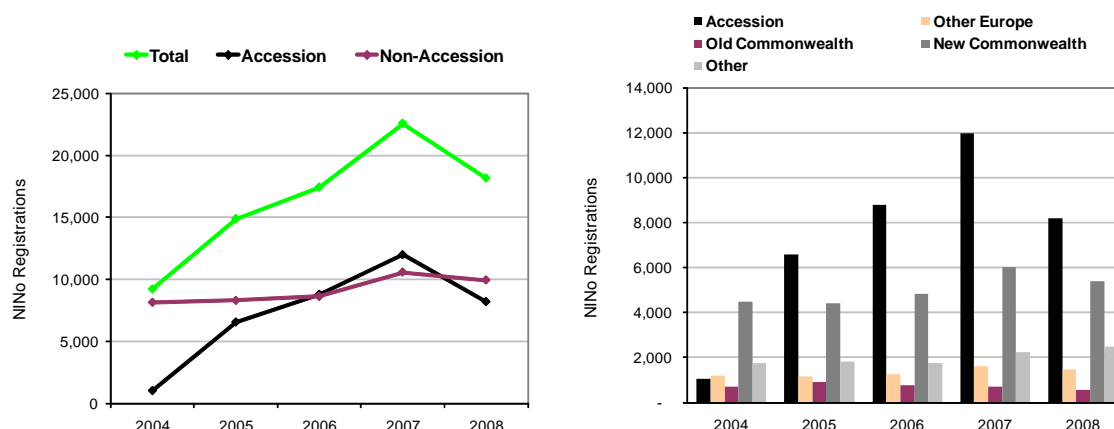 Total Accession Non-Accession
25,000
20,000
15,000
10,000
5,000
0
NINo Registrations
2004 2005 2006 2007 2008
Accession Other Europe
Old Commonwealth New Commonwealth
Other
14,000
12,000
10,000
8,000
6,000
4,000
2,000
-
NINo Registrations
2004 2005 2006 2007 2008